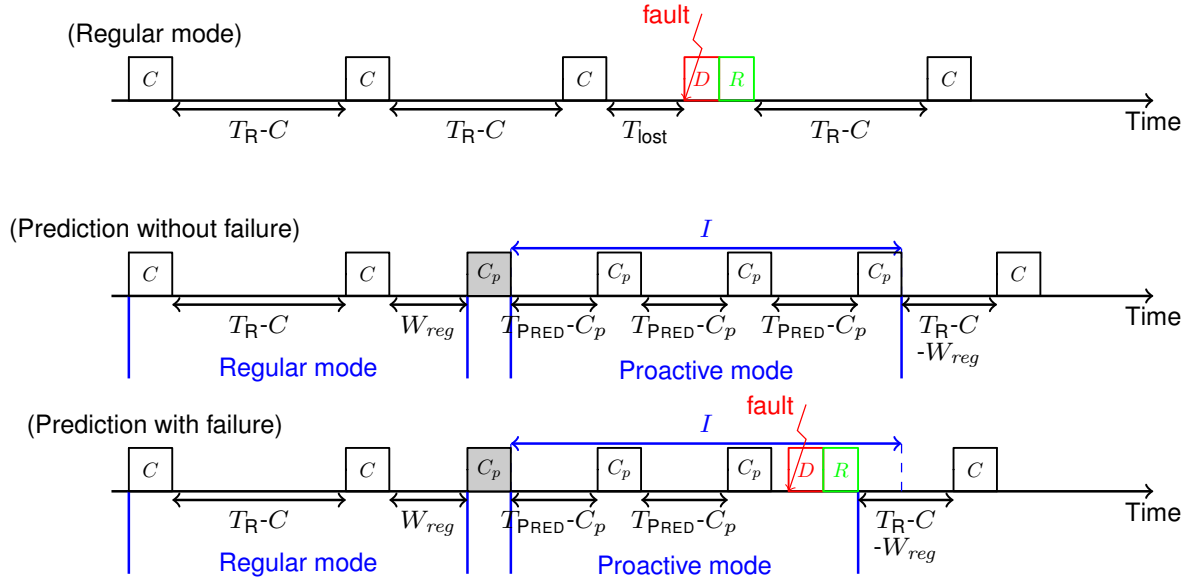 fault
(Regular mode)
C C C D R C
T_R-C T_R-C T_lost T_R-C
Time
(Prediction without failure)
I
C C C_p C_p C_p C_p C
Time
T_R-C W_reg T_PRED-C_p T_PRED-C_p T_PRED-C_p T_R-C
-W_reg
Regular mode Proactive mode
fault
(Prediction with failure)
I
C C C_p C_p C_p D R C
Time
T_R-C W_reg T_PRED-C_p T_PRED-C_p T_R-C
-W_reg
Regular mode Proactive mode